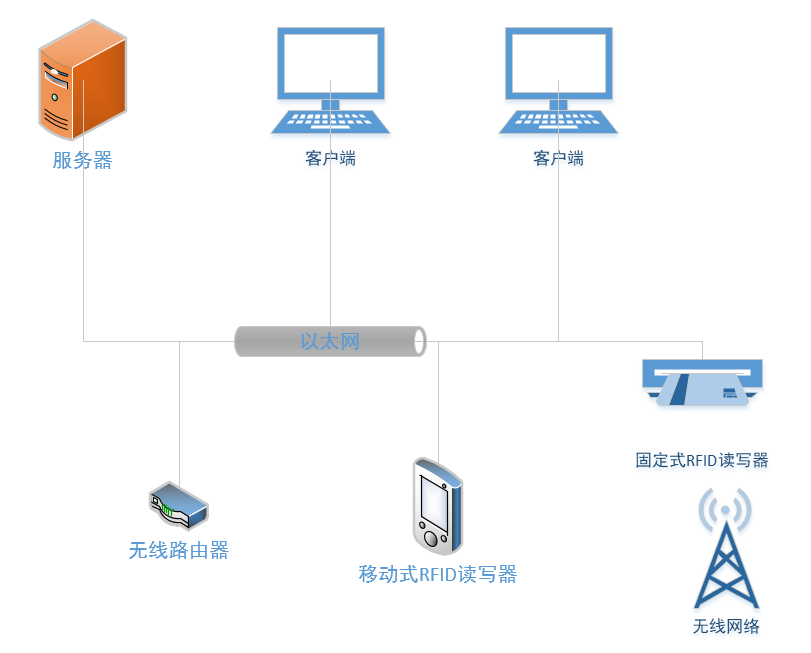 服务器
客户端
客户端
以太网
固定式RFID读写器
无线路由器
移动式RFID读写器
无线网络